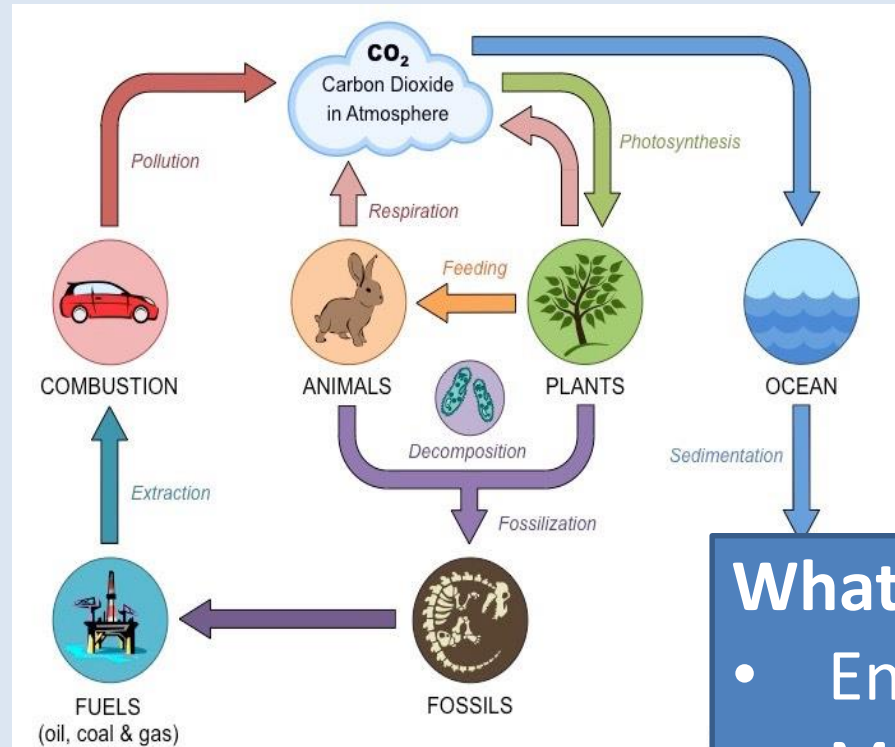 CO₂
Carbon Dioxide
in Atmosphere
Pollution
Photosynthesis
Respiration
Feeding
COMBUSTION
ANIMALS
PLANTS
OCEAN
Decomposition
Sedimentation
Extraction
Fossilization
FUELS
(oil, coal & gas)
FOSSILS
What
• En